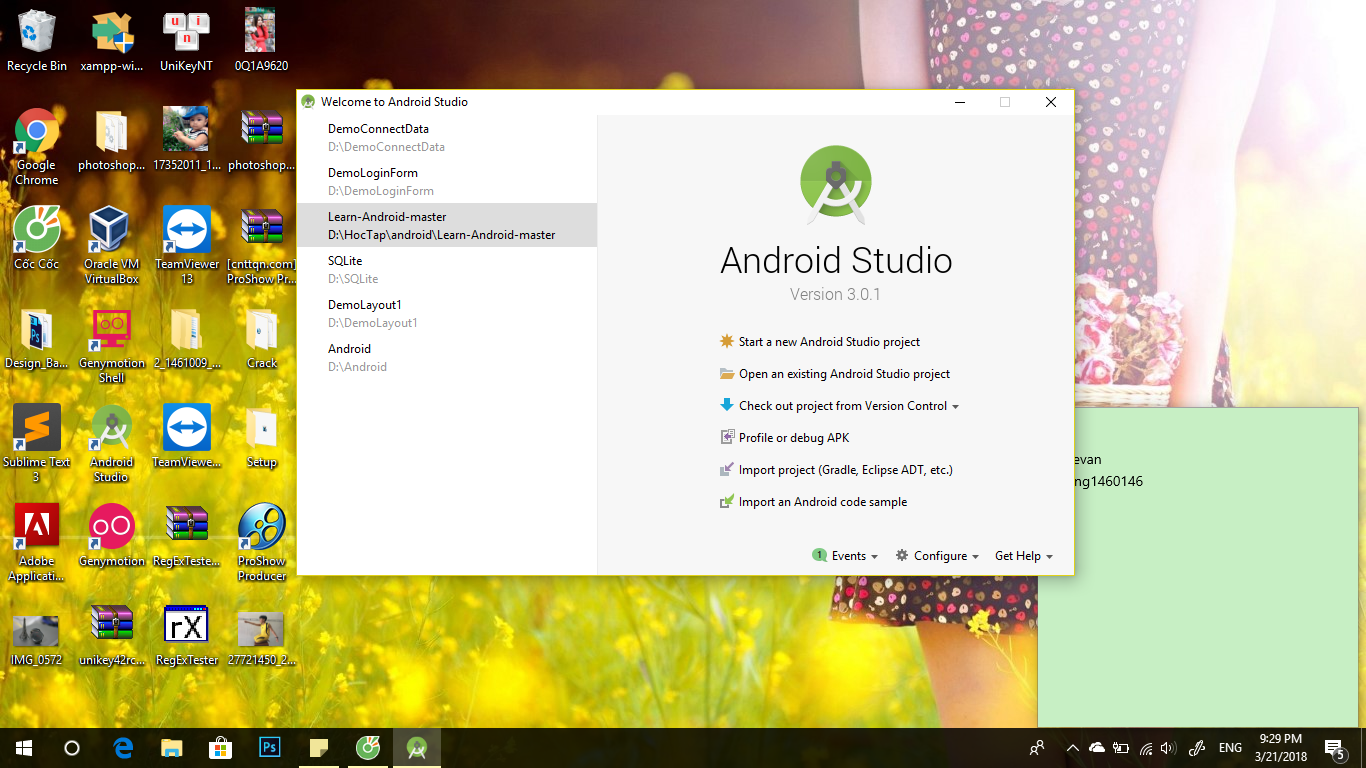 Recycle Bin
xampp-wi...
UniKeyNT
0Q1A9620
Google
Chrome
photoshop...
17352011_1...
photoshop...
Cốc Cốc
Oracle VM
VirtualBox
TeamViewer
13
[cnttqn.com]
ProShow Pr...
Design_Ba...
Genymotion
Shell
2_1461009_...
Crack
Sublime Text
3
Android
Studio
TeamViewe...
Setup
Adobe
Applicati...
Genymotion
RegExTeste...
ProShow
Producer
IMG_0572
unikey42rc...
RegExTester
27721450_2...
u i
n
Ps
rX
Welcome to Android Studio
DemoConnectData
D:\DemoConnectData
DemoLoginForm
D:\DemoLoginForm
Learn-Android-master
D:\HocTap\android\Learn-Android-master
SQLite
D:\SQLite
DemoLayout1
D:\DemoLayout1
Android
D:\Android
Android Studio
Version 3.0.1
Start a new Android Studio project
Open an existing Android Studio project
Check out project from Version Control
Profile or debug APK
Import project (Gradle, Eclipse ADT, etc.)
Import an Android code sample
1 Events
Configure
Get Help
evan
ng1460146
Ps
ENG
9:29 PM
3/21/2018
5